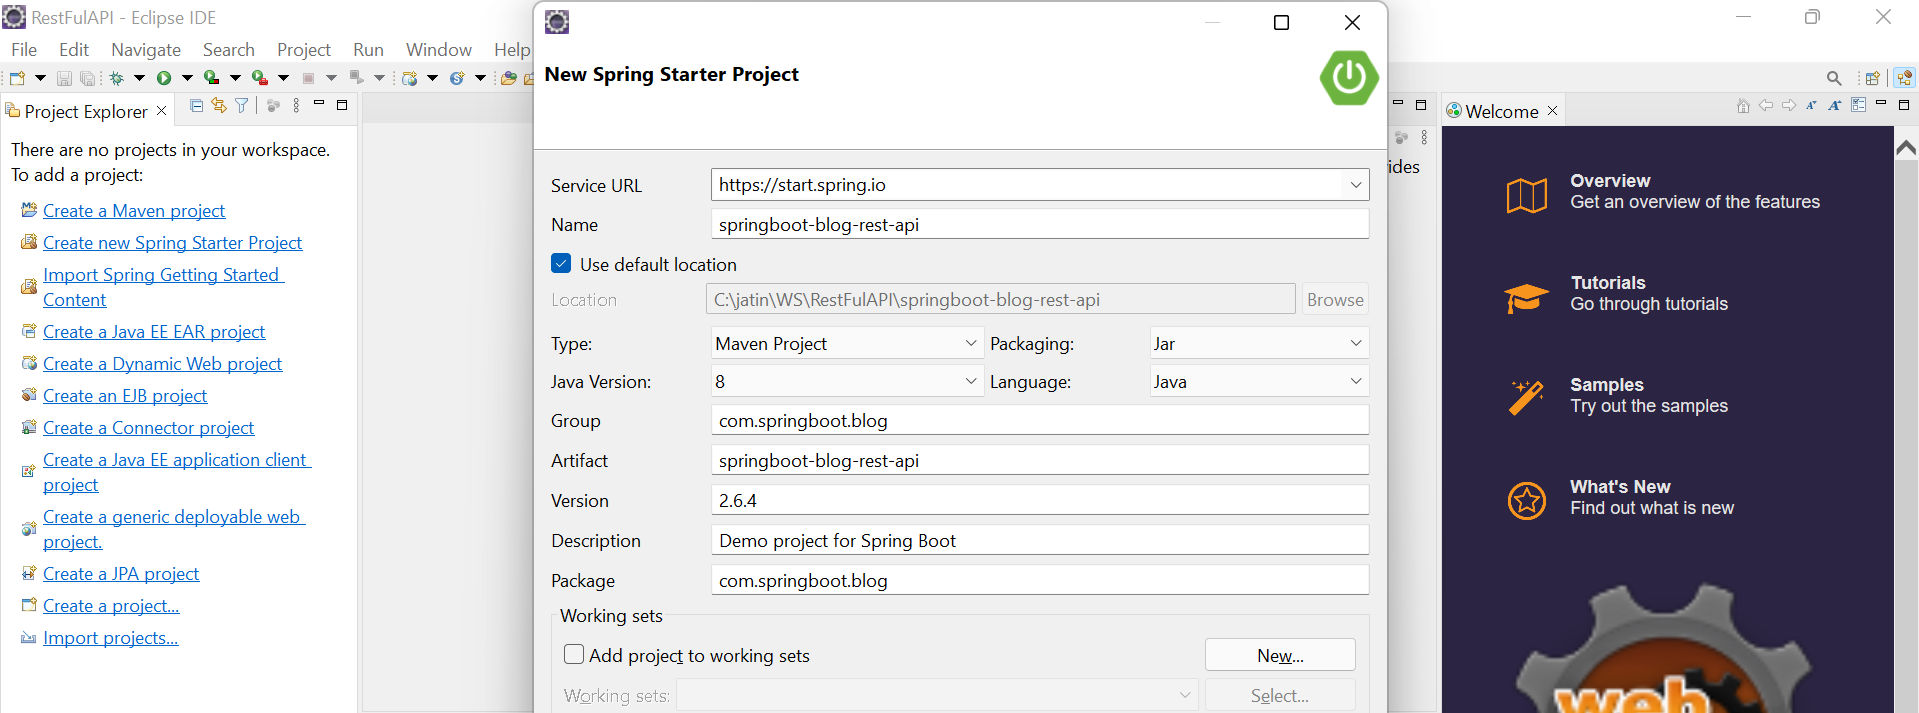 RestFulAPI - Eclipse IDE
File Edit Navigate Search Project Run Window Help
Project Explorer
There are no projects in your workspace.
To add a project:
Create a Maven project
Create new Spring Starter Project
Import Spring Getting Started
Content
Create a Java EE EAR project
Create a Dynamic Web project
Create an EJB project
Create a Connector project
Create a Java EE application client
project
Create a generic deployable web
project.
Create a JPA project
Create a project...
Import projects...
New Spring Starter Project
Service URL https://start.spring.io
Name springboot-blog-rest-api
Use default location
Location C:\jatin\WS\RestFulAPI\springboot-blog-rest-api Browse
Type: Maven Project Packaging: Jar
Java Version: 8 Language: Java
Group com.springboot.blog
Artifact springboot-blog-rest-api
Version 2.6.4
Description Demo project for Spring Boot
Package com.springboot.blog
Working sets
Add project to working sets New...
Working sets: Select...
ides
Welcome
Overview
Get an overview of the features
Tutorials
Go through tutorials
Samples
Try out the samples
What's New
Find out what is new
web